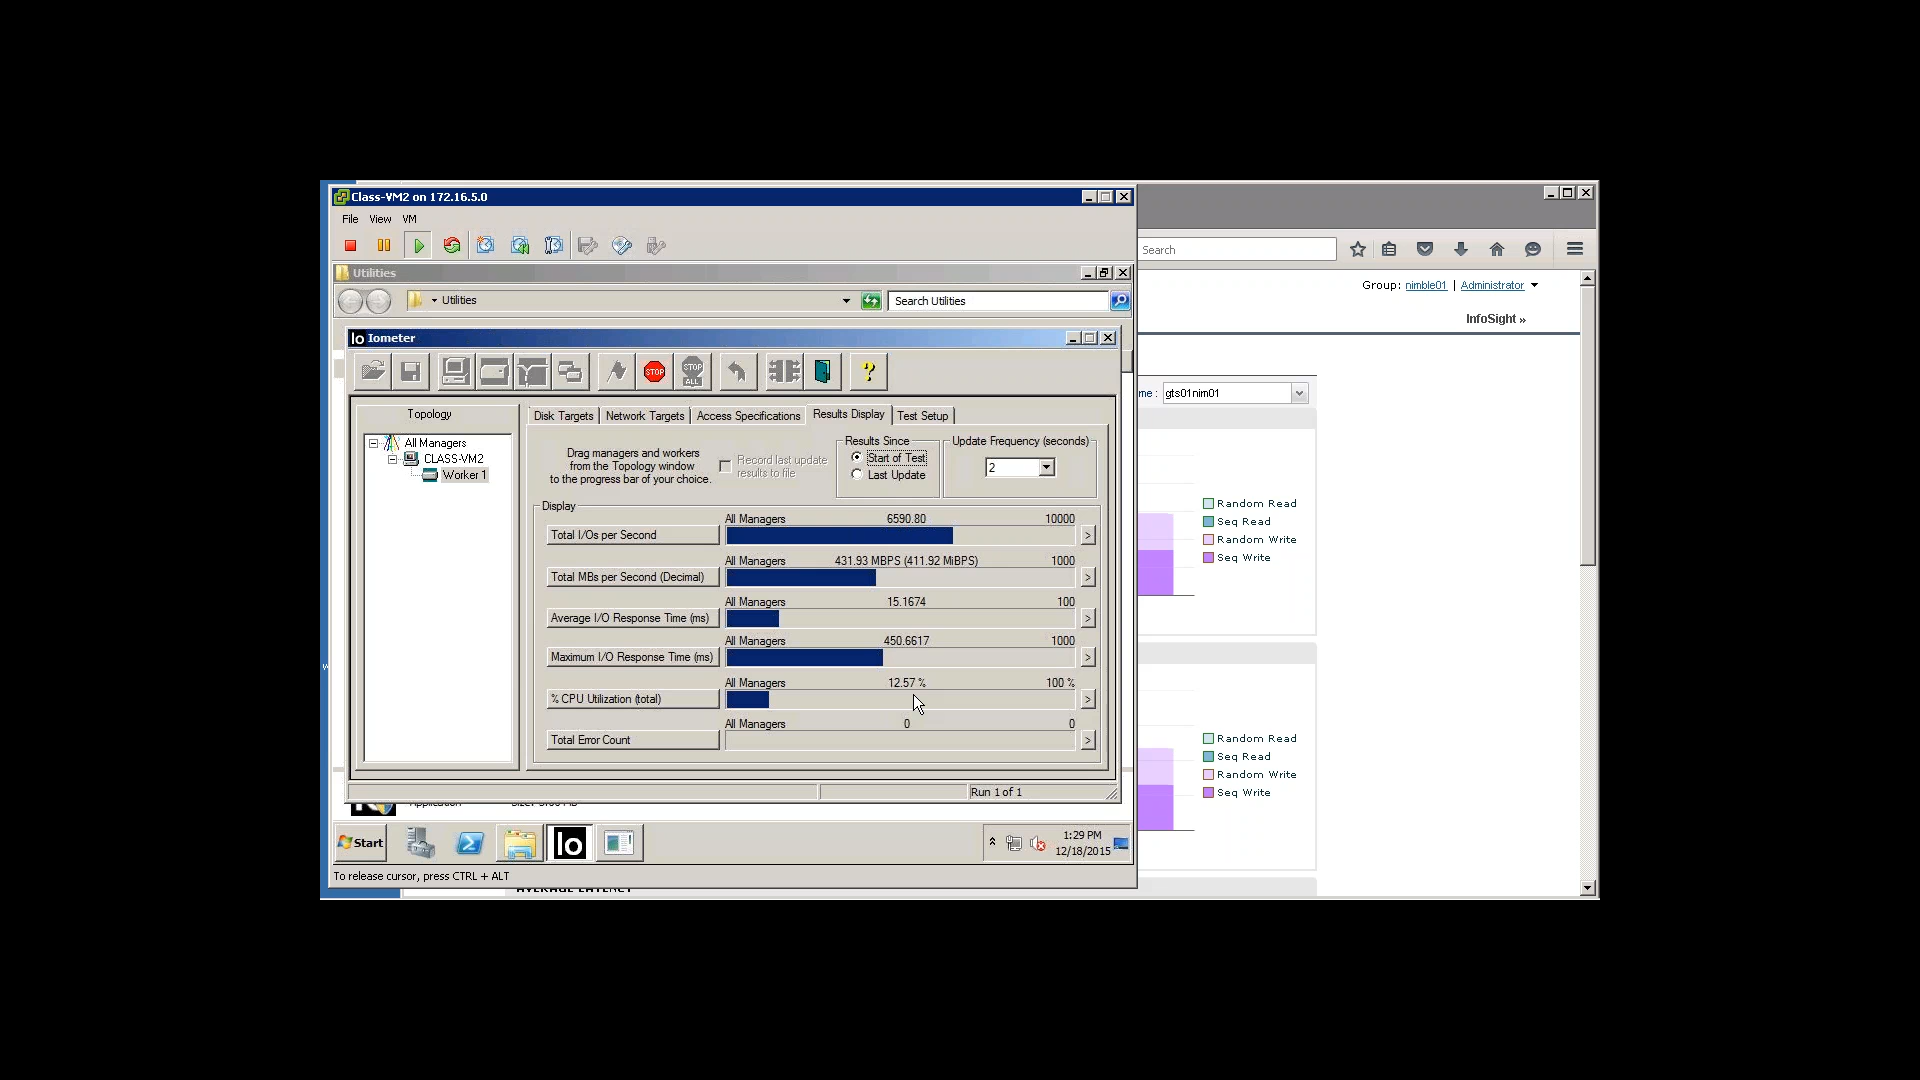 Class-VM2 on 172.16.5.0
File View VM
Utilities
Utilities
Search Utilities
Iometer
STOP
STOP ALL
Topology
All Managers
CLASS-VM2
Worker 1
Disk Targets
Network Targets
Access Specifications
Results Display
Test Setup
Drag managers and workers
from the Topology window
to the progress bar of your choice.
Record last update
results to file
Results Since
Start of Test
Last Update
Update Frequency (seconds)
2
Display
All Managers 6590.80 10000
Total I/Os per Second
>
All Managers 431.93 MBPS (411.92 MiBPS) 1000
Total MBs per Second (Decimal)
>
All Managers 15.1674 100
Average I/O Response Time (ms)
>
All Managers 450.6617 1000
Maximum I/O Response Time (ms)
>
All Managers 12.57 % 100 %
% CPU Utilization (total)
>
All Managers 0 0
Total Error Count
>
Run 1 of 1
Start
Io
1:29 PM
12/18/2015
To release cursor, press CTRL + ALT
Search
Group: nimble01 | Administrator
InfoSight »
me : gts01nim01
Random Read
Seq Read
Random Write
Seq Write
Random Read
Seq Read
Random Write
Seq Write
AVERAGE LATENCY